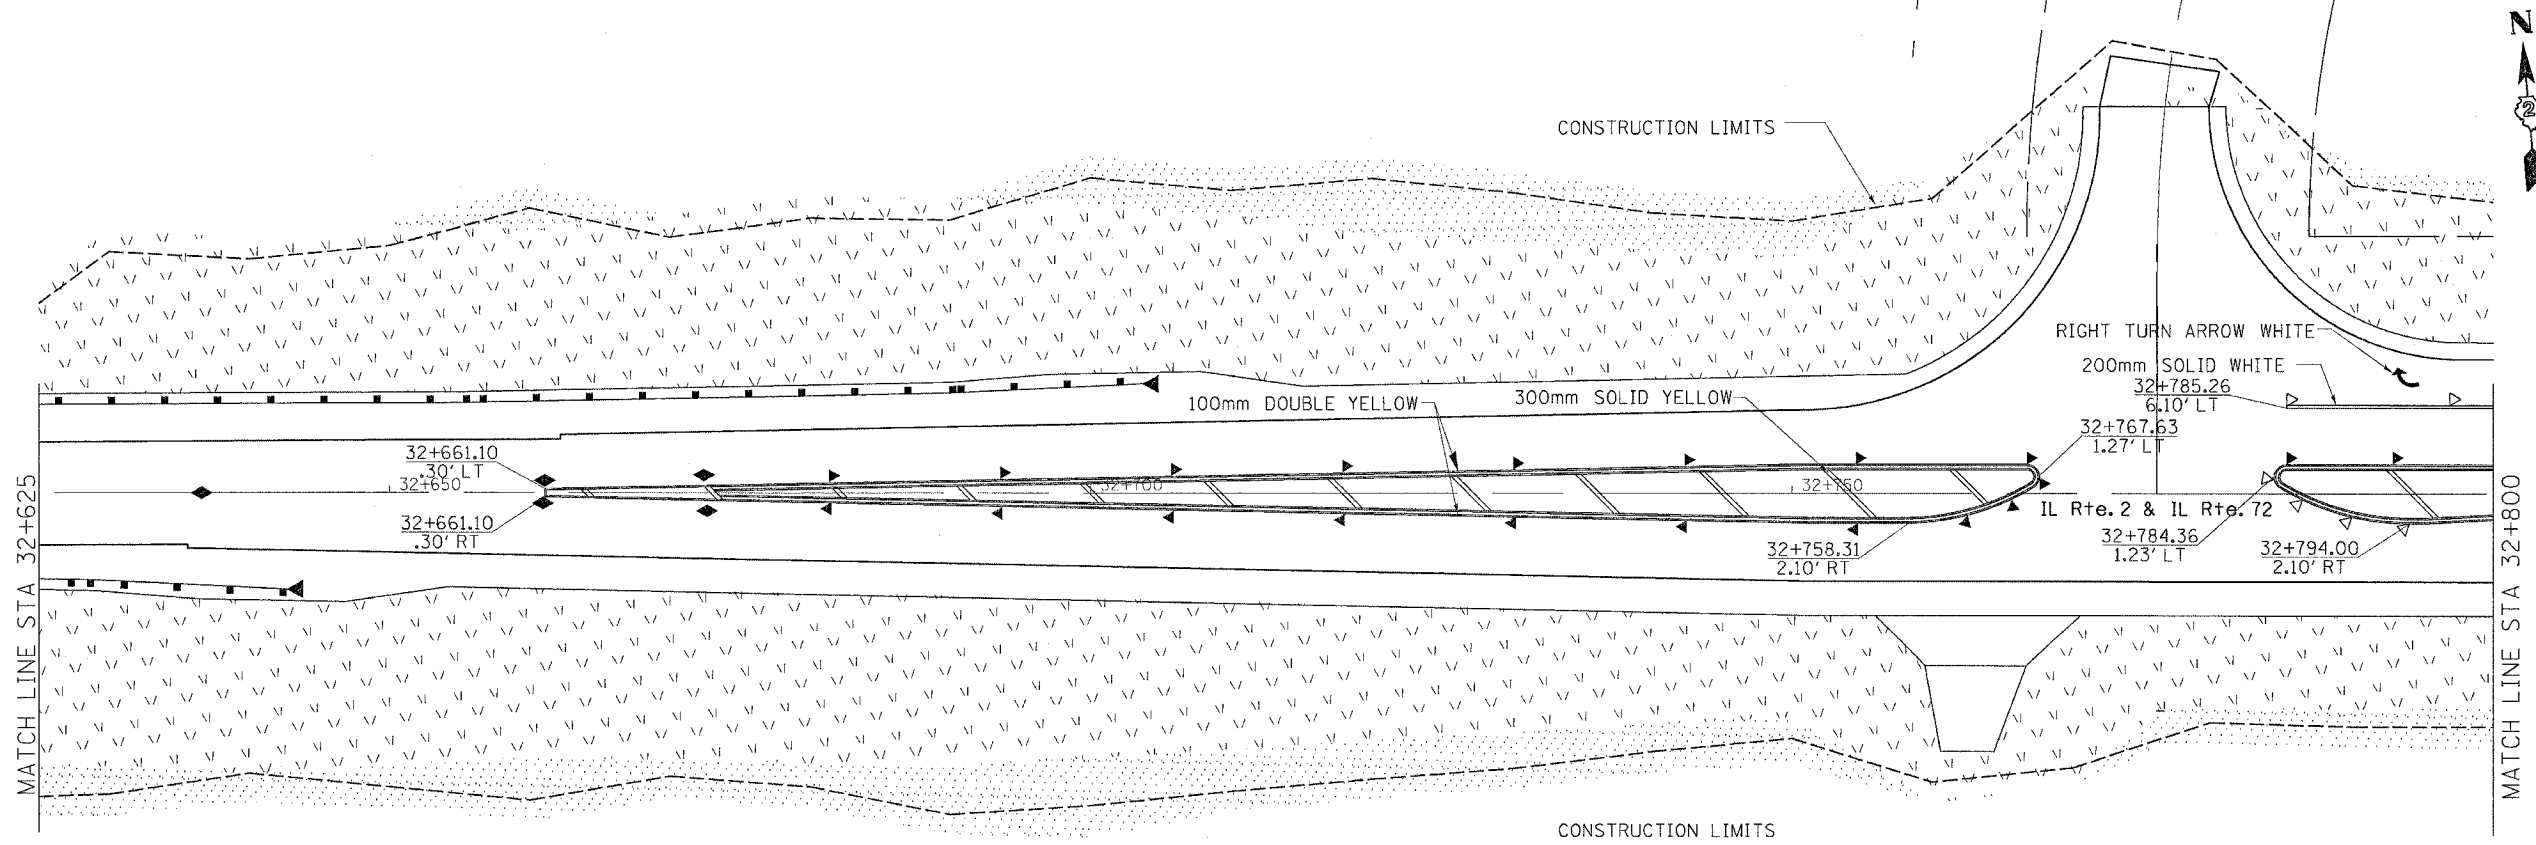 N
2
CONSTRUCTION LIMITS
RIGHT TURN ARROW WHITE
200mm SOLID WHITE
32+785.26
6.10' LT
100mm DOUBLE YELLOW
300mm SOLID YELLOW
32+767.63
1.27' LT
32+661.10
.30' LT
32+650
32+700
32+750
32+661.10
.30' RT
IL Rte. 2 & IL Rte. 72
32+758.31
2.10' RT
32+784.36
1.23' LT
32+794.00
2.10' RT
MATCH LINE STA 32+625
MATCH LINE STA 32+800
CONSTRUCTION LIMITS